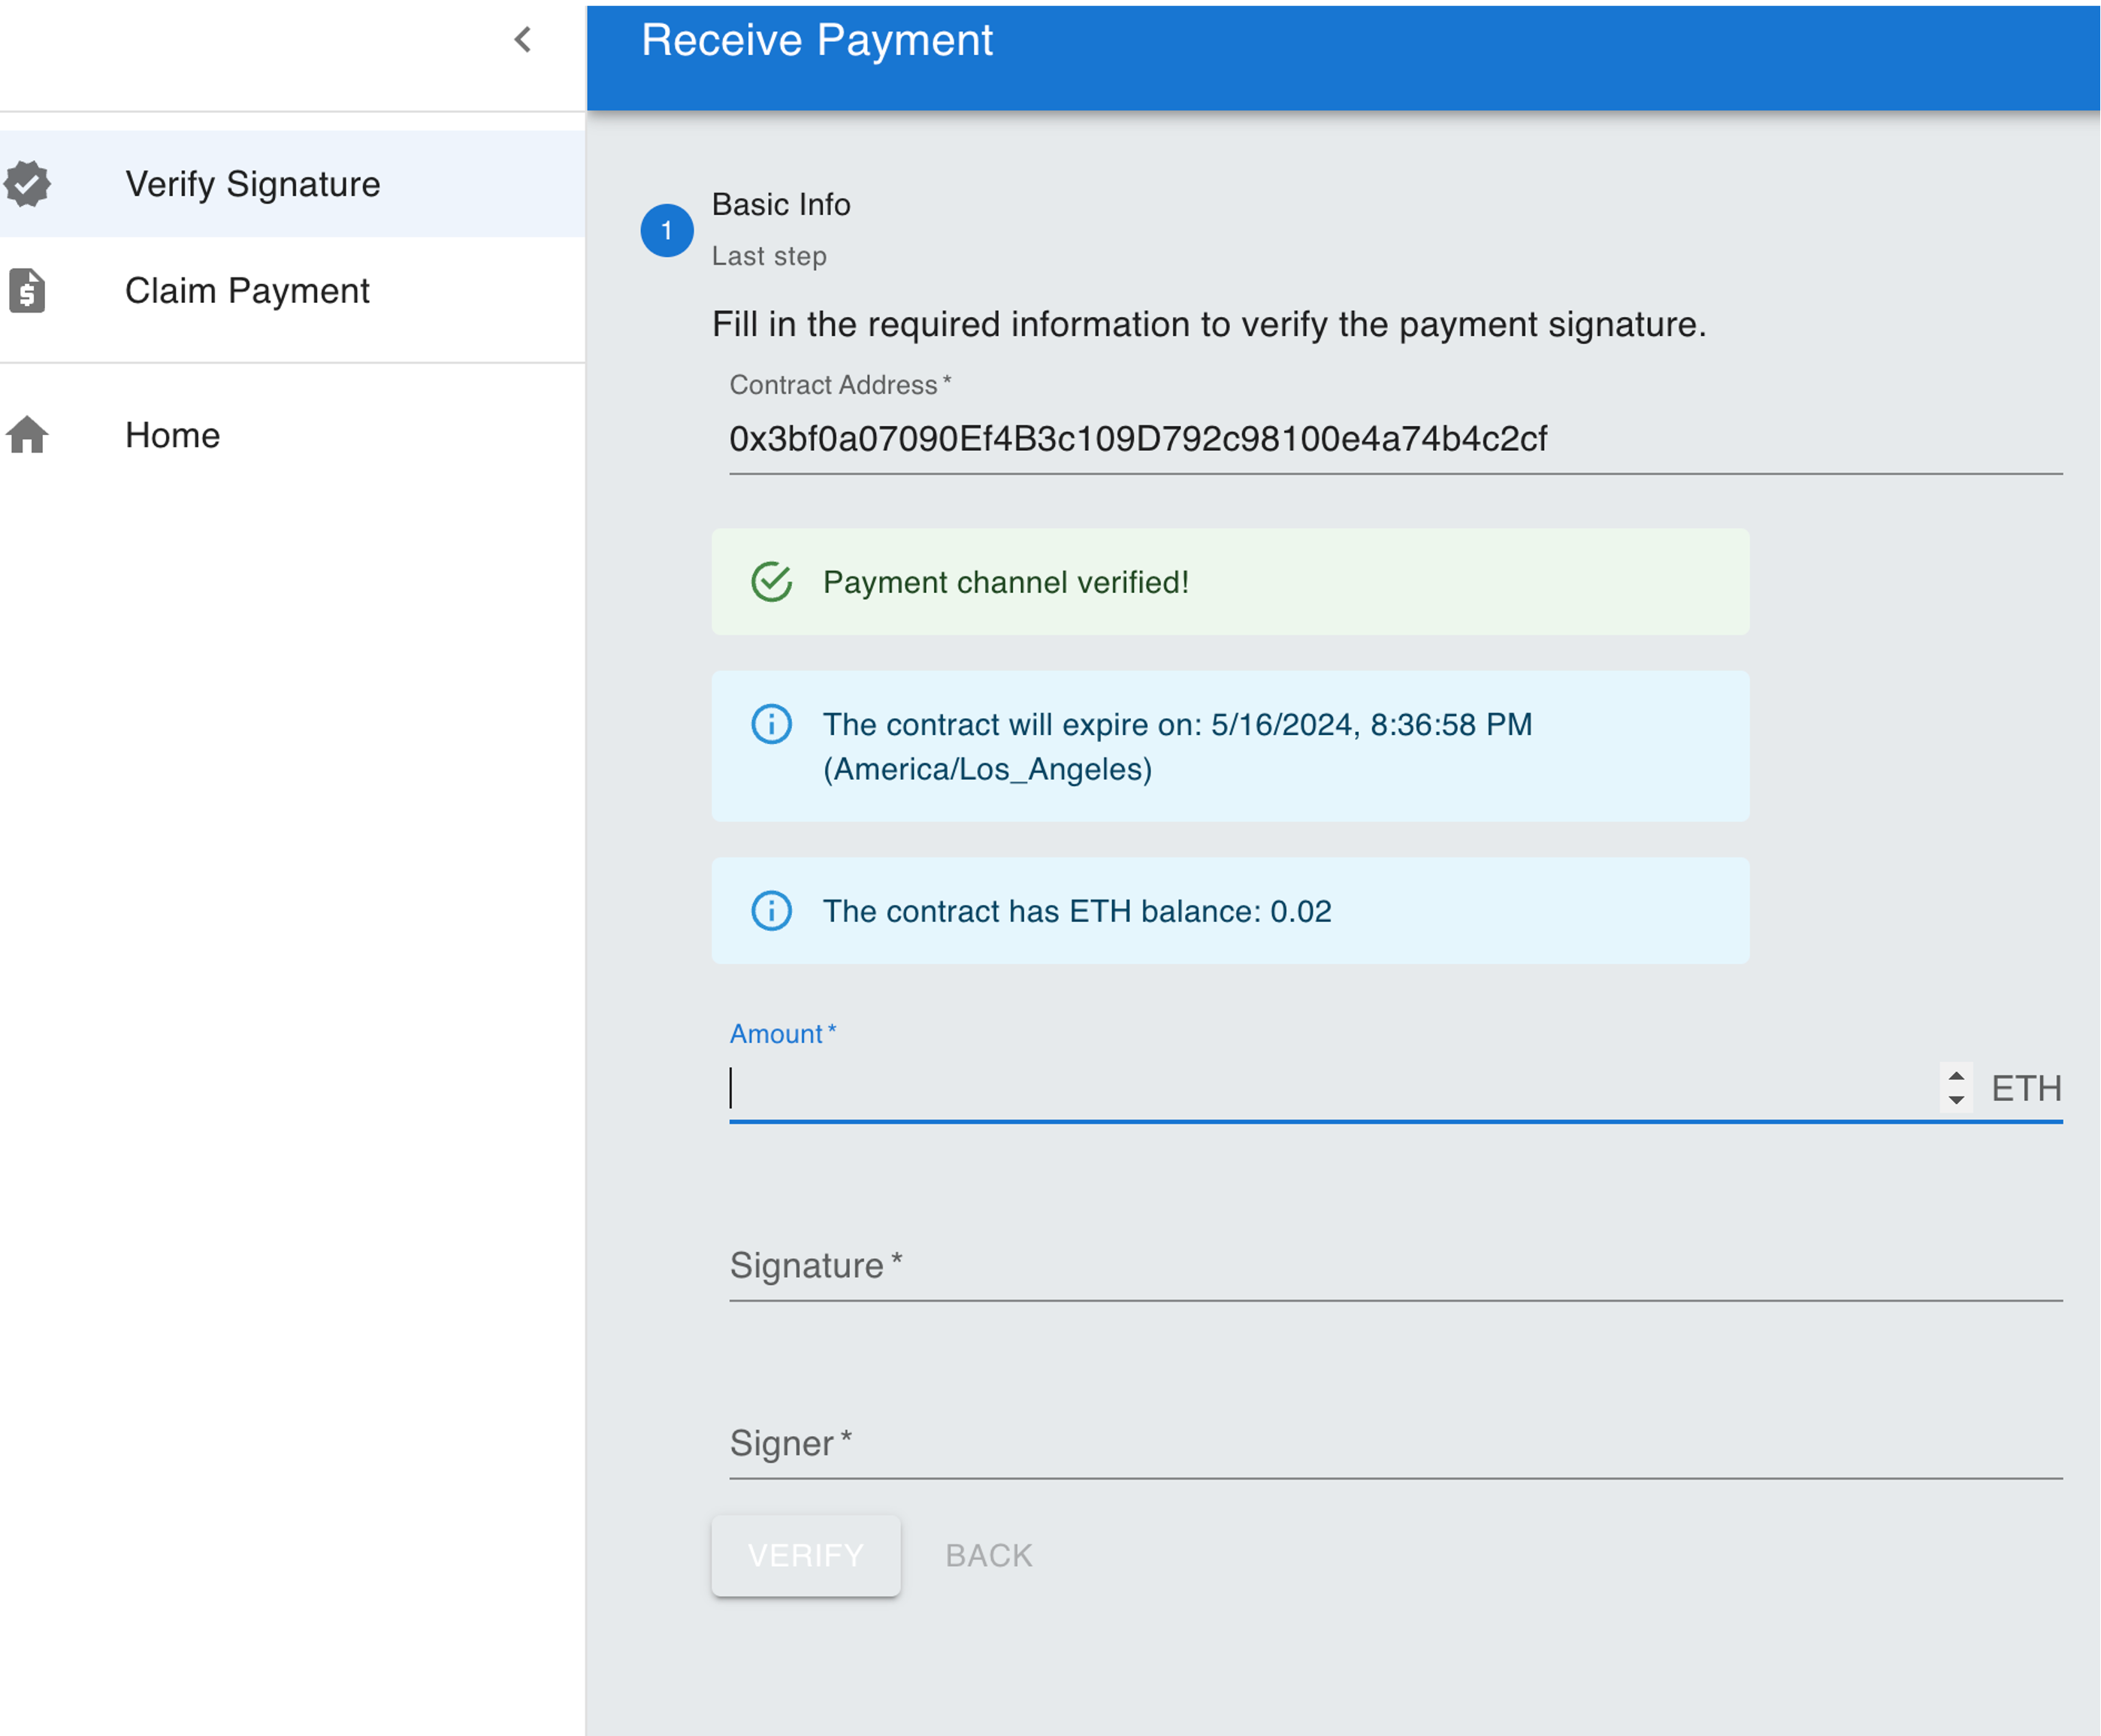 Receive Payment
Verify Signature
Claim Payment
Home
1
Basic Info
Last step
Fill in the required information to verify the payment signature.
Contract Address *
0x3bf0a07090Ef4B3c109D792c98100e4a74b4c2cf
Payment channel verified!
The contract will expire on: 5/16/2024, 8:36:58 PM
(America/Los_Angeles)
The contract has ETH balance: 0.02
Amount *
ETH
Signature *
Signer *
VERIFY BACK